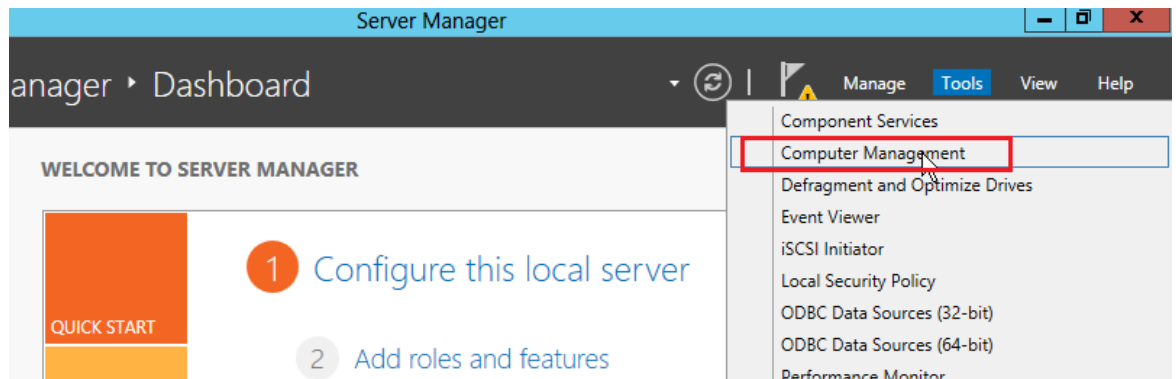 Server Manager
anager Dashboard
Manage Tools View Help
Component Services
Computer Management
Defragment and Optimize Drives
Event Viewer
iSCSI Initiator
Local Security Policy
ODBC Data Sources (32-bit)
ODBC Data Sources (64-bit)
Performance Monitor
WELCOME TO SERVER MANAGER
QUICK START
1 Configure this local server
2 Add roles and features